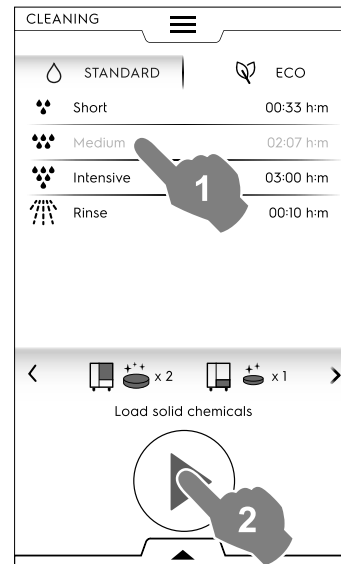 CLEANING
STANDARD ECO
Short 00:33 h:m
Medium 02:07 h:m
Intensive 03:00 h:m
Rinse 00:10 h:m
1
x 2 x 1
Load solid chemicals
2